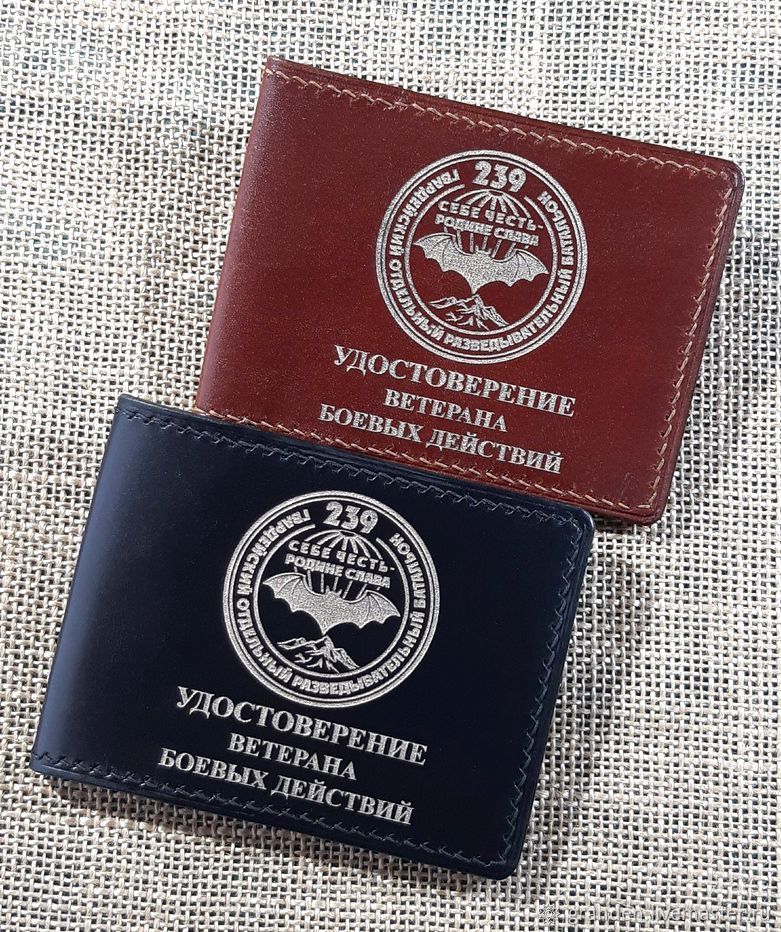 239
ГВАРДЕЙСКИЙ ОТДЕЛЬНЫЙ РАЗВЕДЫВАТЕЛЬНЫЙ БАТАЛЬОН
СЕБЕ ЧЕСТЬ-
РОДИНЕ СЛАВА
УДОСТОВЕРЕНИЕ
ВЕТЕРАНА
БОЕВЫХ ДЕЙСТВИЙ
239
ГВАРДЕЙСКИЙ ОТДЕЛЬНЫЙ РАЗВЕДЫВАТЕЛЬНЫЙ БАТАЛЬОН
СЕБЕ ЧЕСТЬ-
РОДИНЕ СЛАВА
УДОСТОВЕРЕНИЕ
ВЕТЕРАНА
БОЕВЫХ ДЕЙСТВИЙ